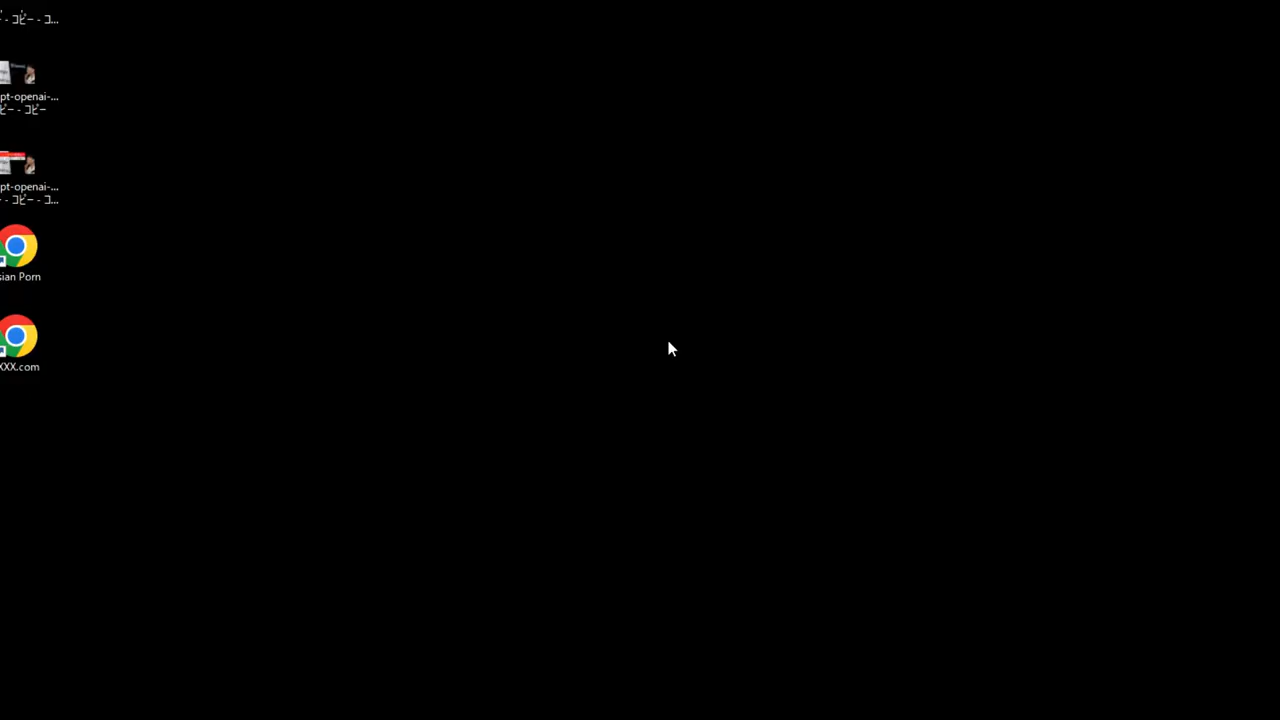 - コピー - コ...
pt-openai-...
ピー - コピー
pt-openai-...
- - コピー - コ...
sian Porn
XXX.com